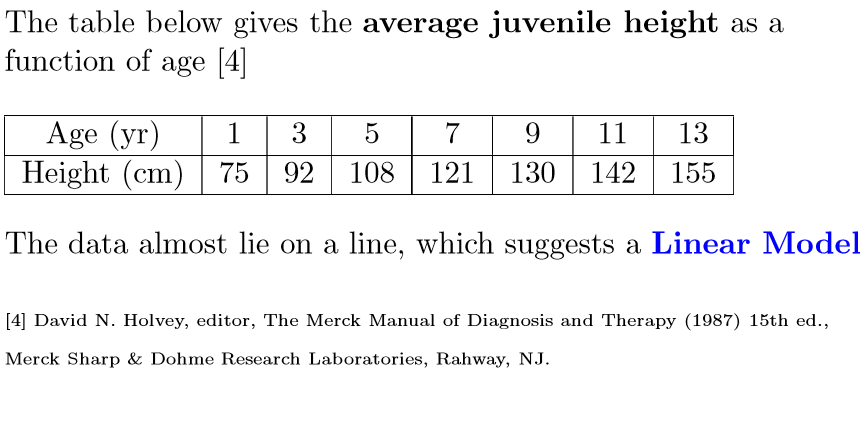 The table below gives the average juvenile height as a
function of age [4]
Age (yr) 1 3 5 7 9 11 13
Height (cm) 75 92 108 121 130 142 155
The data almost lie on a line, which suggests a Linear Model
[4] David N. Holvey, editor, The Merck Manual of Diagnosis and Therapy (1987) 15th ed.,
Merck Sharp & Dohme Research Laboratories, Rahway, NJ.